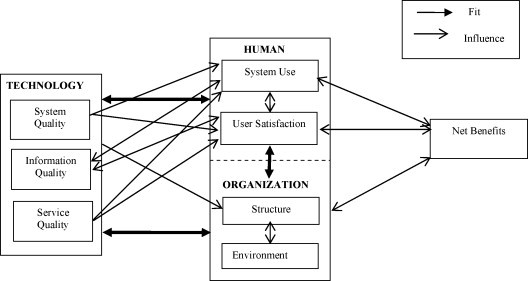 Fit
Influence
HUMAN
System Use
User Satisfaction
TECHNOLOGY
System
Quality
Information
Quality
Service
Quality
ORGANIZATION
Structure
Environment
Net Benefits